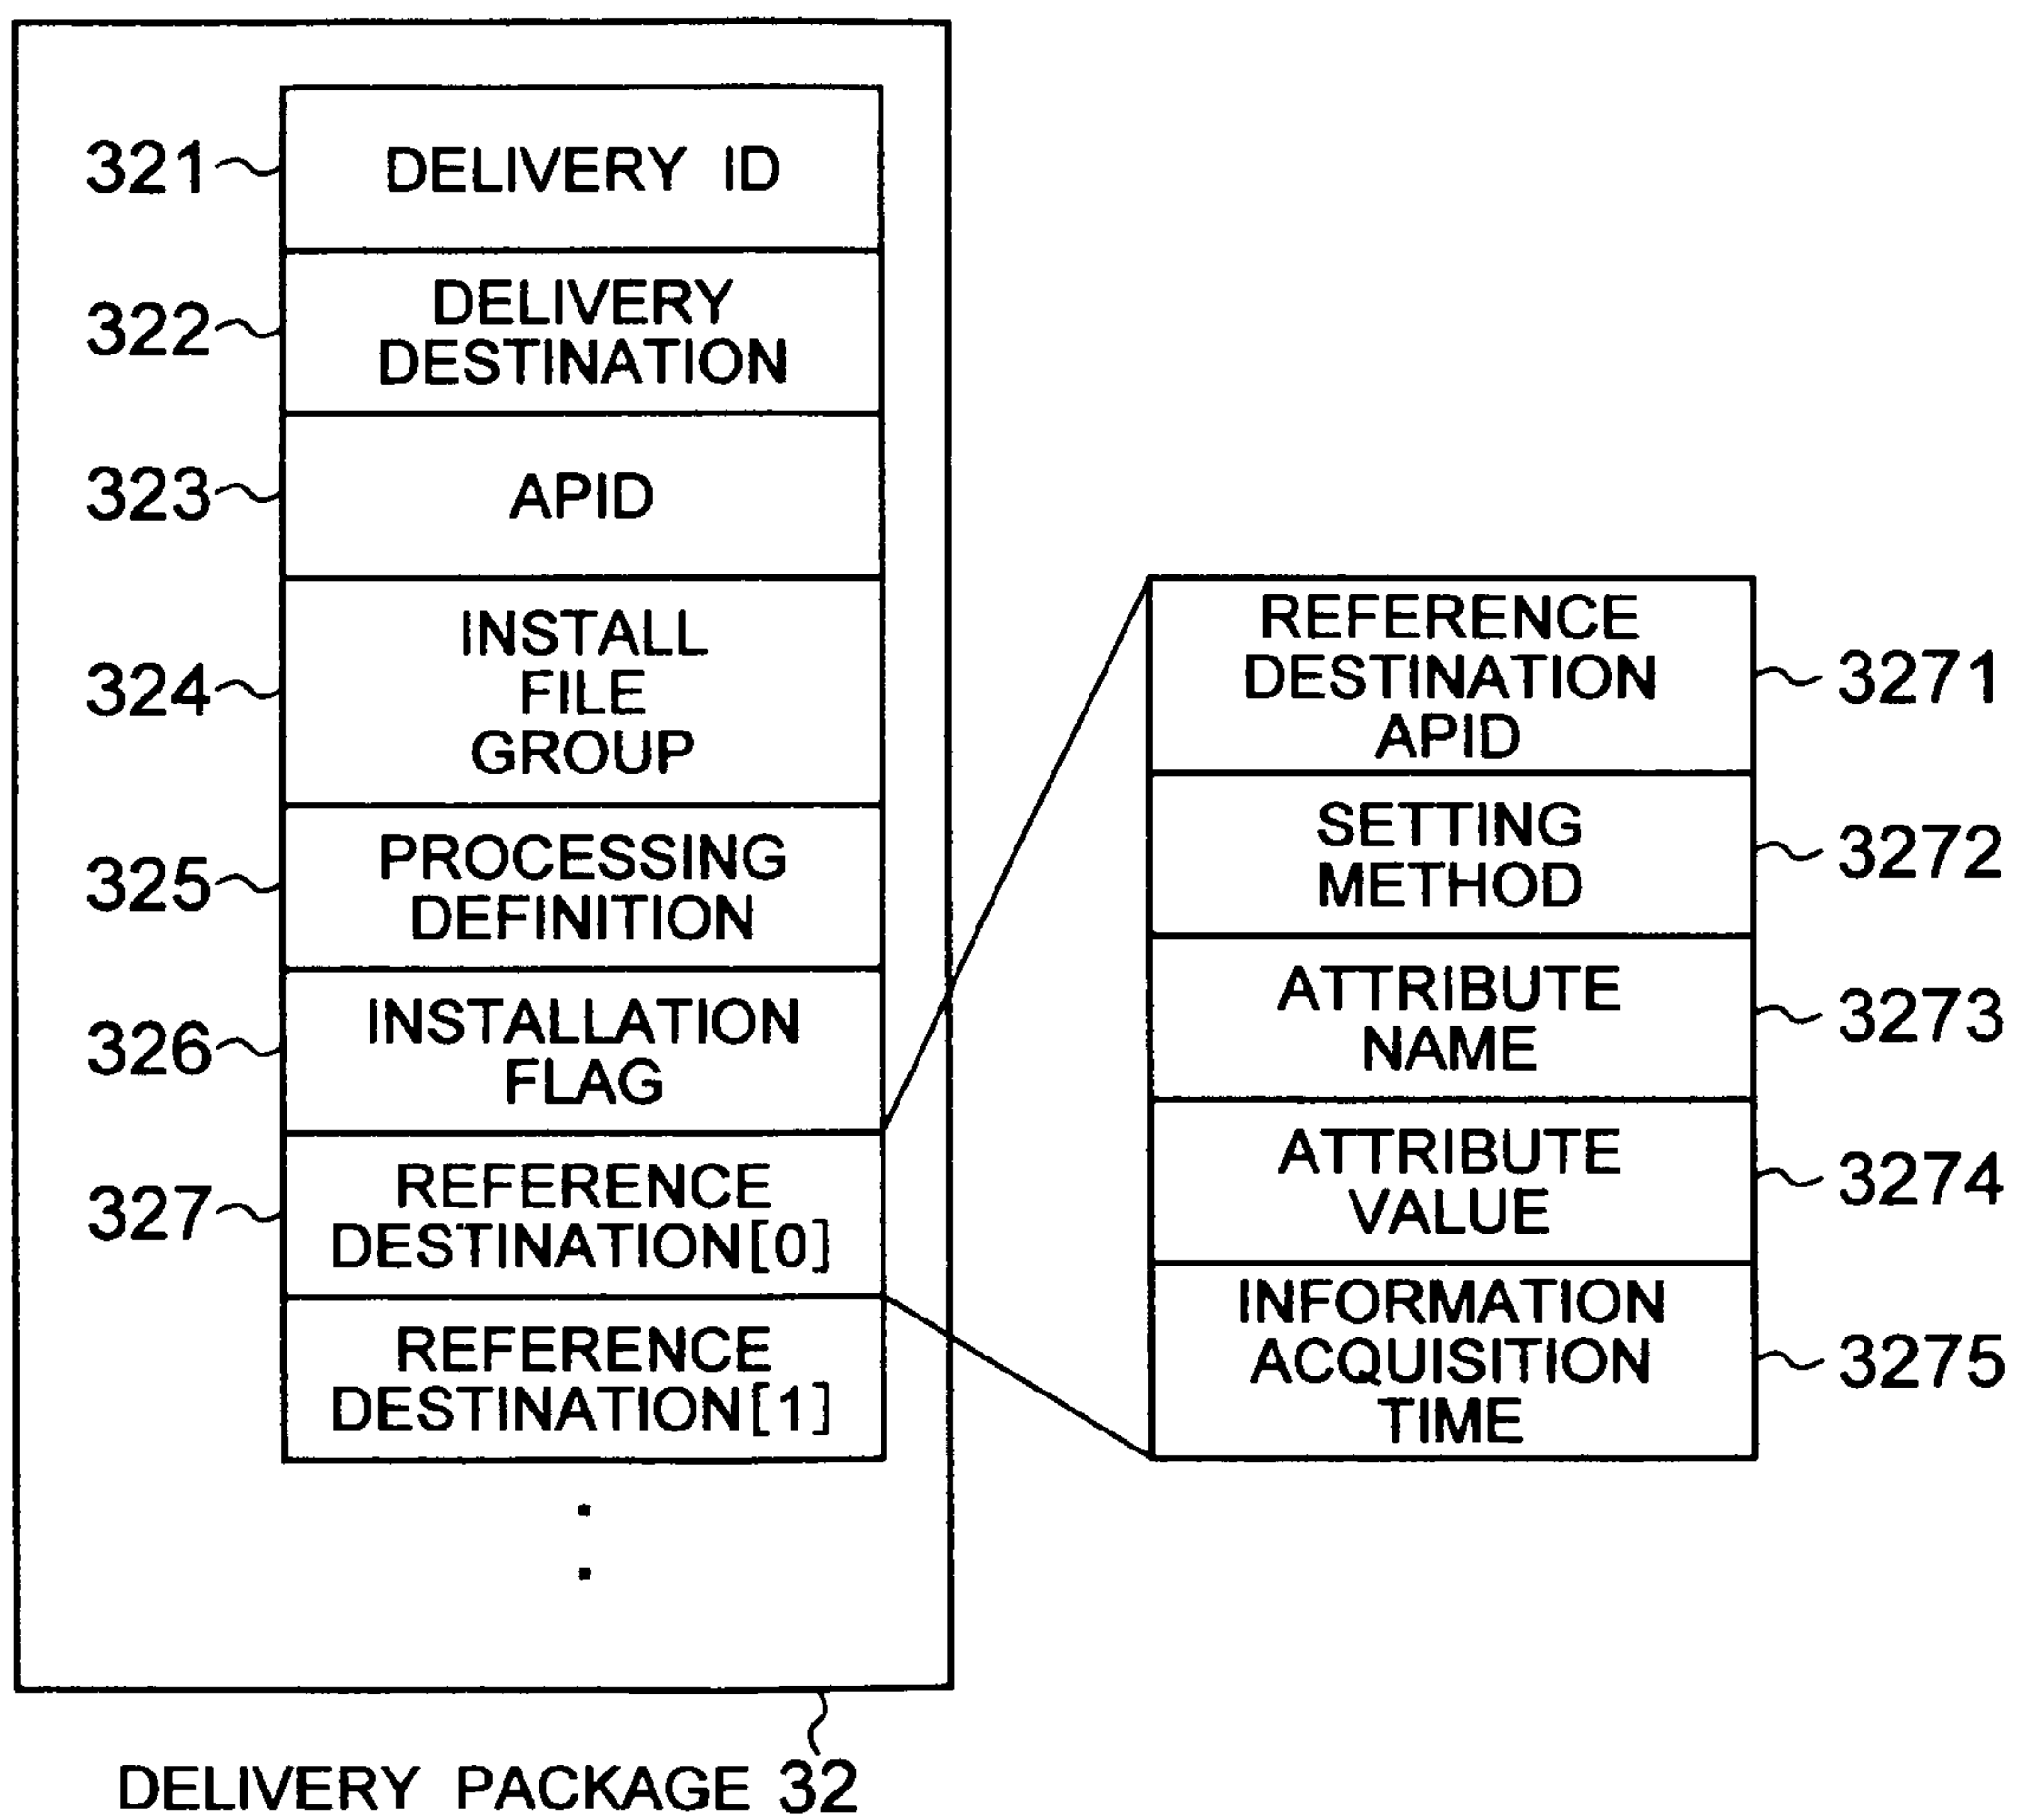 321
DELIVERY ID
322
DELIVERY
DESTINATION
323
APID
324
INSTALL
FILE
GROUP
325
PROCESSING
DEFINITION
326
INSTALLATION
FLAG
327
REFERENCE
DESTINATION[0]
REFERENCE
DESTINATION[1]
REFERENCE
DESTINATION
APID
3271
SETTING
METHOD
3272
ATTRIBUTE
NAME
3273
ATTRIBUTE
VALUE
3274
INFORMATION
ACQUISITION
TIME
3275
DELIVERY PACKAGE 32